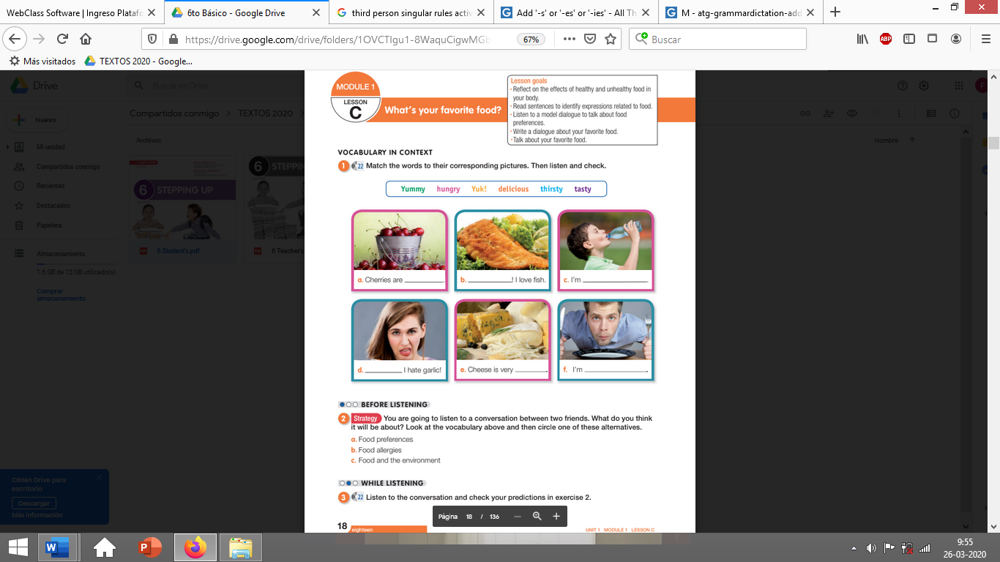 WebClass Software | Ingreso Platafo
6to Básico - Google Drive
third person singular rules activ
Add '-s' or '-es' or '-ies' - All Th
M - atg-grammardictation-add
https://drive.google.com/drive/folders/1OVCTIgu1-8WaquCigwMGb
67%
Buscar
ABP
Más visitados
TEXTOS 2020 - Google...
Drive
Buscar en Drive
Nuevo
Compartidos conmigo
TEXTOS 2020
Nombre
Archivos
Mi unidad
Compartidos conmigo
Recientes
Destacados
Papelera
Almacenamiento
1.6 GB de 15 GB utilizado(s)
Comprar
almacenamiento
6 STEPPING UP
6 STEPPIN
6 Student's.pdf
6 Teacher's
Obtén Drive para
escritorio
Descargar
Más información
MODULE 1
LESSON
C
What's your favorite food?
Lesson goals
· Reflect on the effects of healthy and unhealthy food in
your body.
· Read sentences to identify expressions related to food.
· Listen to a model dialogue to talk about food
preferences.
· Write a dialogue about your favorite food.
· Talk about your favorite food.
VOCABULARY IN CONTEXT
1 22 Match the words to their corresponding pictures. Then listen and check.
Yummy hungry Yuk! delicious thirsty tasty
a. Cherries are __________.
b. __________! I love fish.
c. I'm __________.
d. __________ I hate garlic!
e. Cheese is very __________.
f. I'm __________.
BEFORE LISTENING
2 Strategy You are going to listen to a conversation between two friends. What do you think
it will be about? Look at the vocabulary above and then circle one of these alternatives.
a. Food preferences
b. Food allergies
c. Food and the environment
WHILE LISTENING
3 22 Listen to the conversation and check your predictions in exercise 2.
Página 18 / 136
18 eighteen
UNIT 1 MODULE 1 LESSON C
9:55
26-03-2020